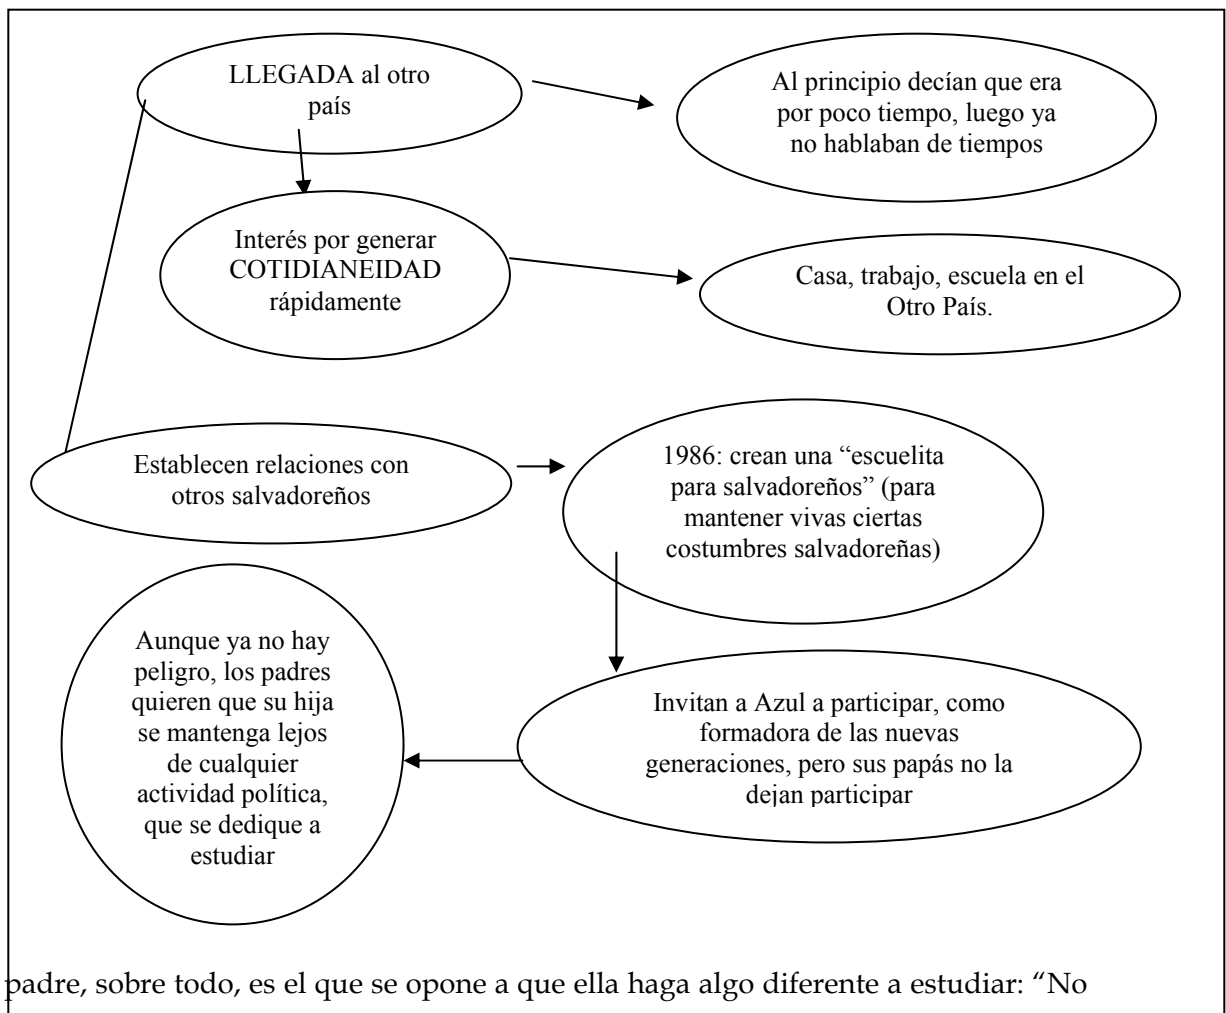 LLEGADA al otro
país
Al principio decían que era
por poco tiempo, luego ya
no hablaban de tiempos
Interés por generar
COTIDIANEIDAD
rápidamente
Casa, trabajo, escuela en el
Otro País.
Establecen relaciones con
otros salvadoreños
1986: crean una “escuelita
para salvadoreños” (para
mantener vivas ciertas
costumbres salvadoreñas)
Invitan a Azul a participar, como
formadora de las nuevas
generaciones, pero sus papás no la
dejan participar
Aunque ya no hay
peligro, los padres
quieren que su hija
se mantenga lejos
de cualquier
actividad política,
que se dedique a
estudiar
padre, sobre todo, es el que se opone a que ella haga algo diferente a estudiar: “No